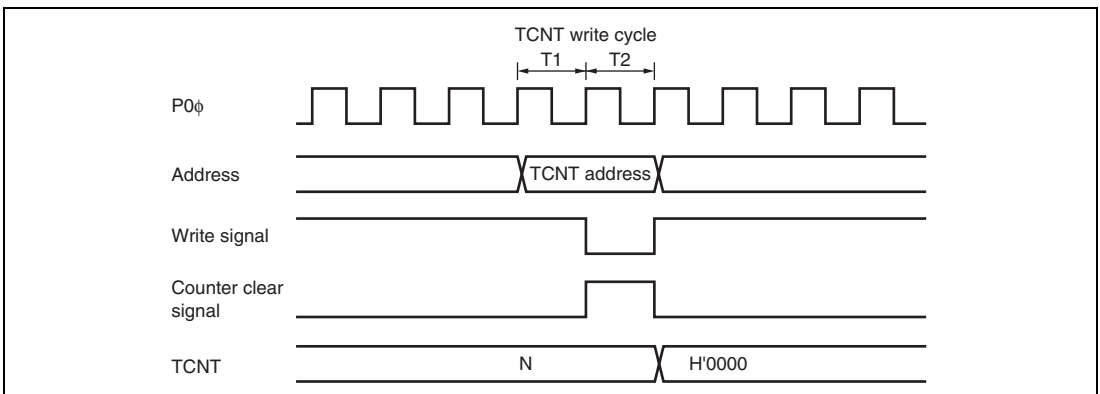 TCNT write cycle
T1 T2
P0ϕ
Address
TCNT address
Write signal
Counter clear
signal
TCNT
N
H'0000